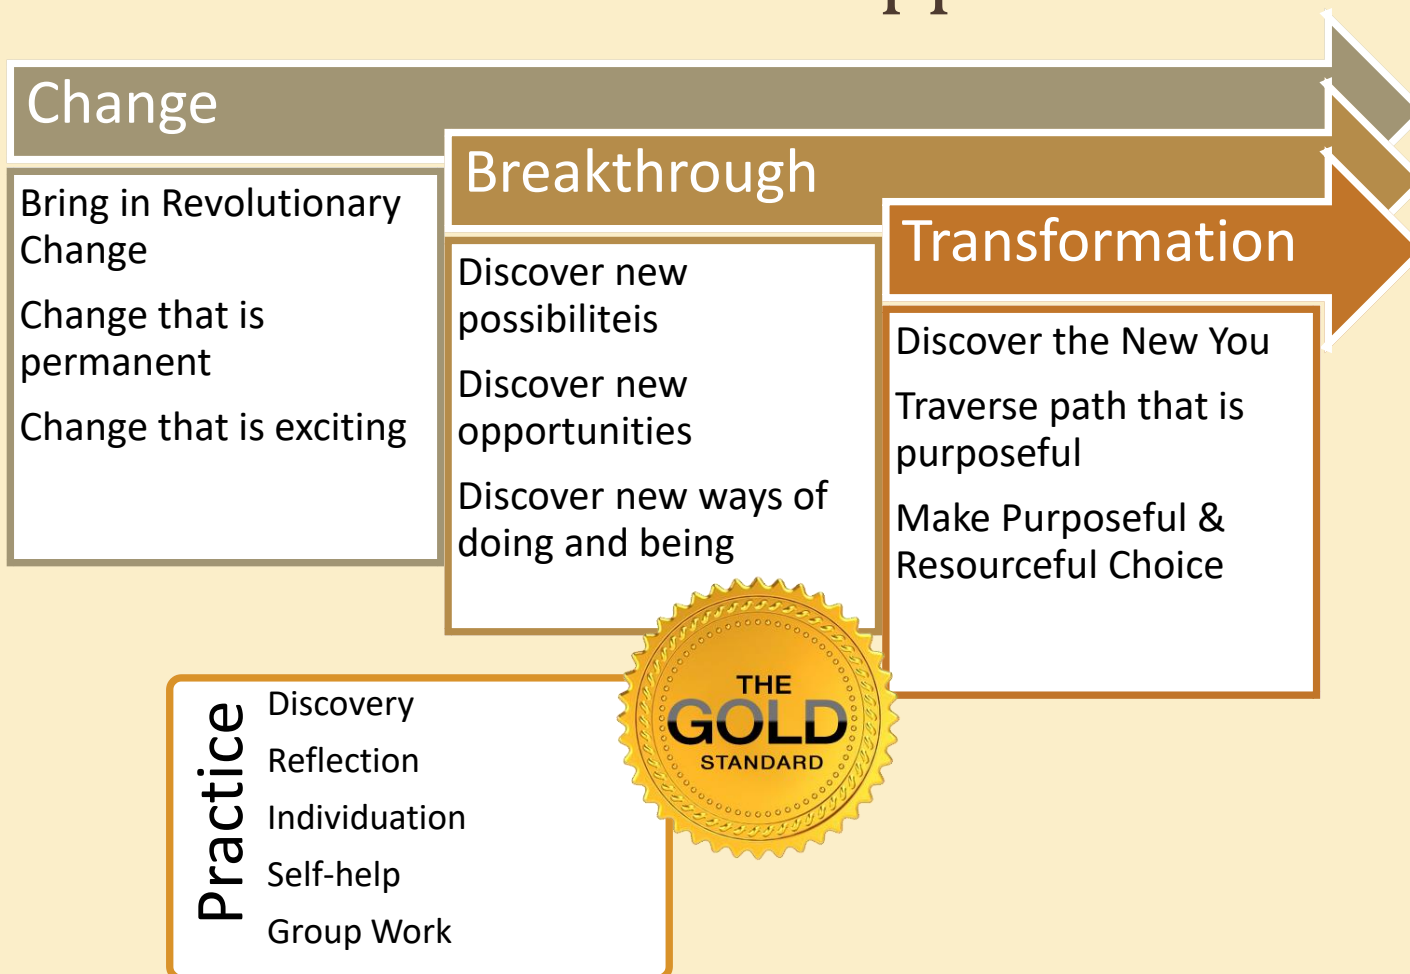 Change
Bring in Revolutionary
Change
Change that is
permanent
Change that is exciting
Breakthrough
Discover new
possibiliteis
Discover new
opportunities
Discover new ways of
doing and being
Transformation
Discover the New You
Traverse path that is
purposeful
Make Purposeful &
Resourceful Choice
THE
GOLD
STANDARD
Practice
Discovery
Reflection
Individuation
Self-help
Group Work